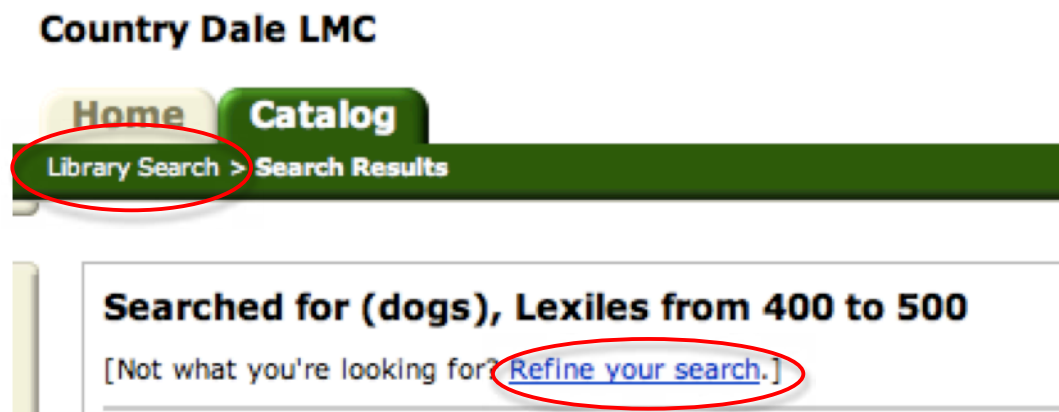 Country Dale LMC
Home Catalog
Library Search > Search Results
Searched for (dogs), Lexiles from 400 to 500
[Not what you're looking for? Refine your search.]